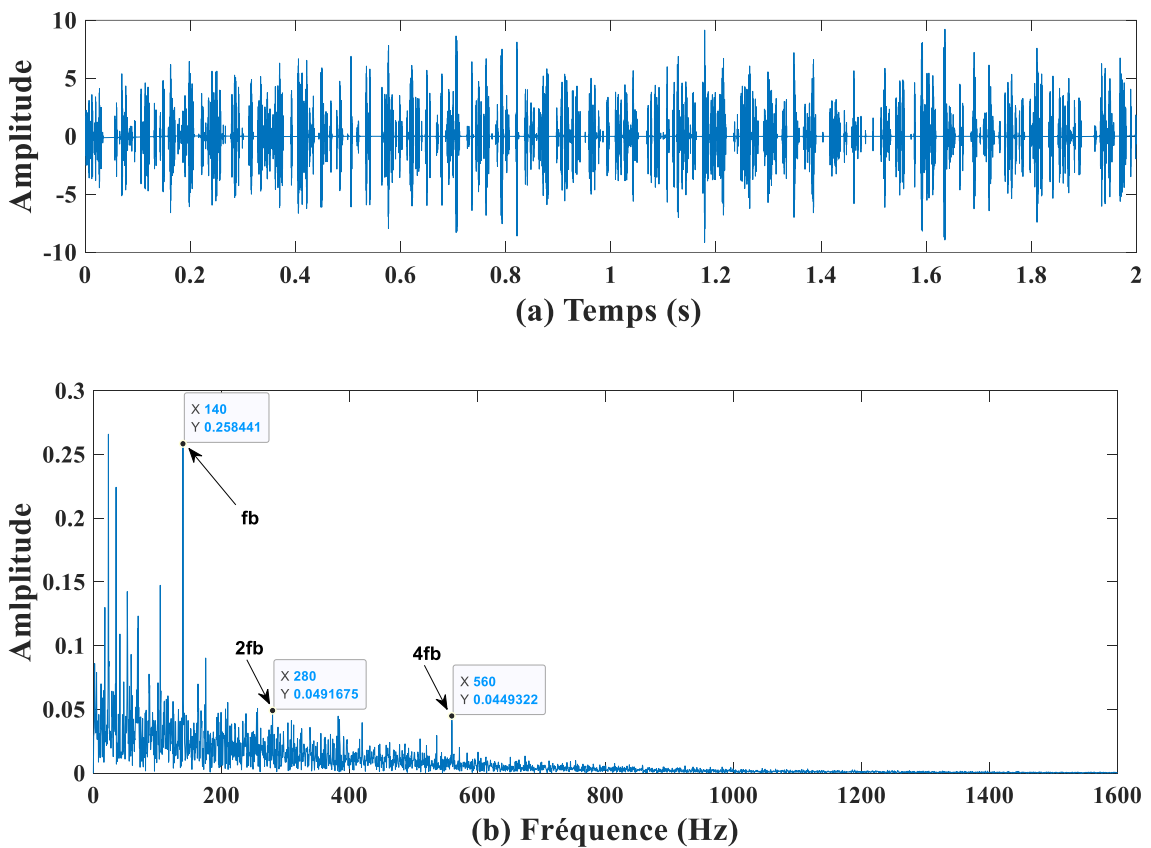 10
5
0
-5
-10
Amplitude
0 0.2 0.4 0.6 0.8 1 1.2 1.4 1.6 1.8 2
(a) Temps (s)
0.3
0.25
0.2
0.15
0.1
0.05
0
Amlplitude
X 140
Y 0.258441
fb
2fb
X 280
Y 0.0491675
4fb
X 560
Y 0.0449322
0 200 400 600 800 1000 1200 1400 1600
(b) Fréquence (Hz)